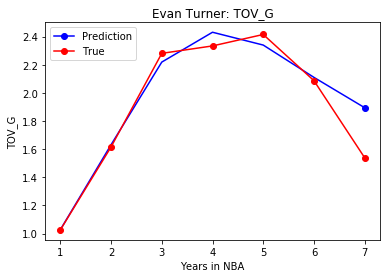 Evan Turner: TOV_G
Prediction
True
2.4
2.2
2.0
1.8
1.6
1.4
1.2
1.0
TOV_G
1 2 3 4 5 6 7
Years in NBA